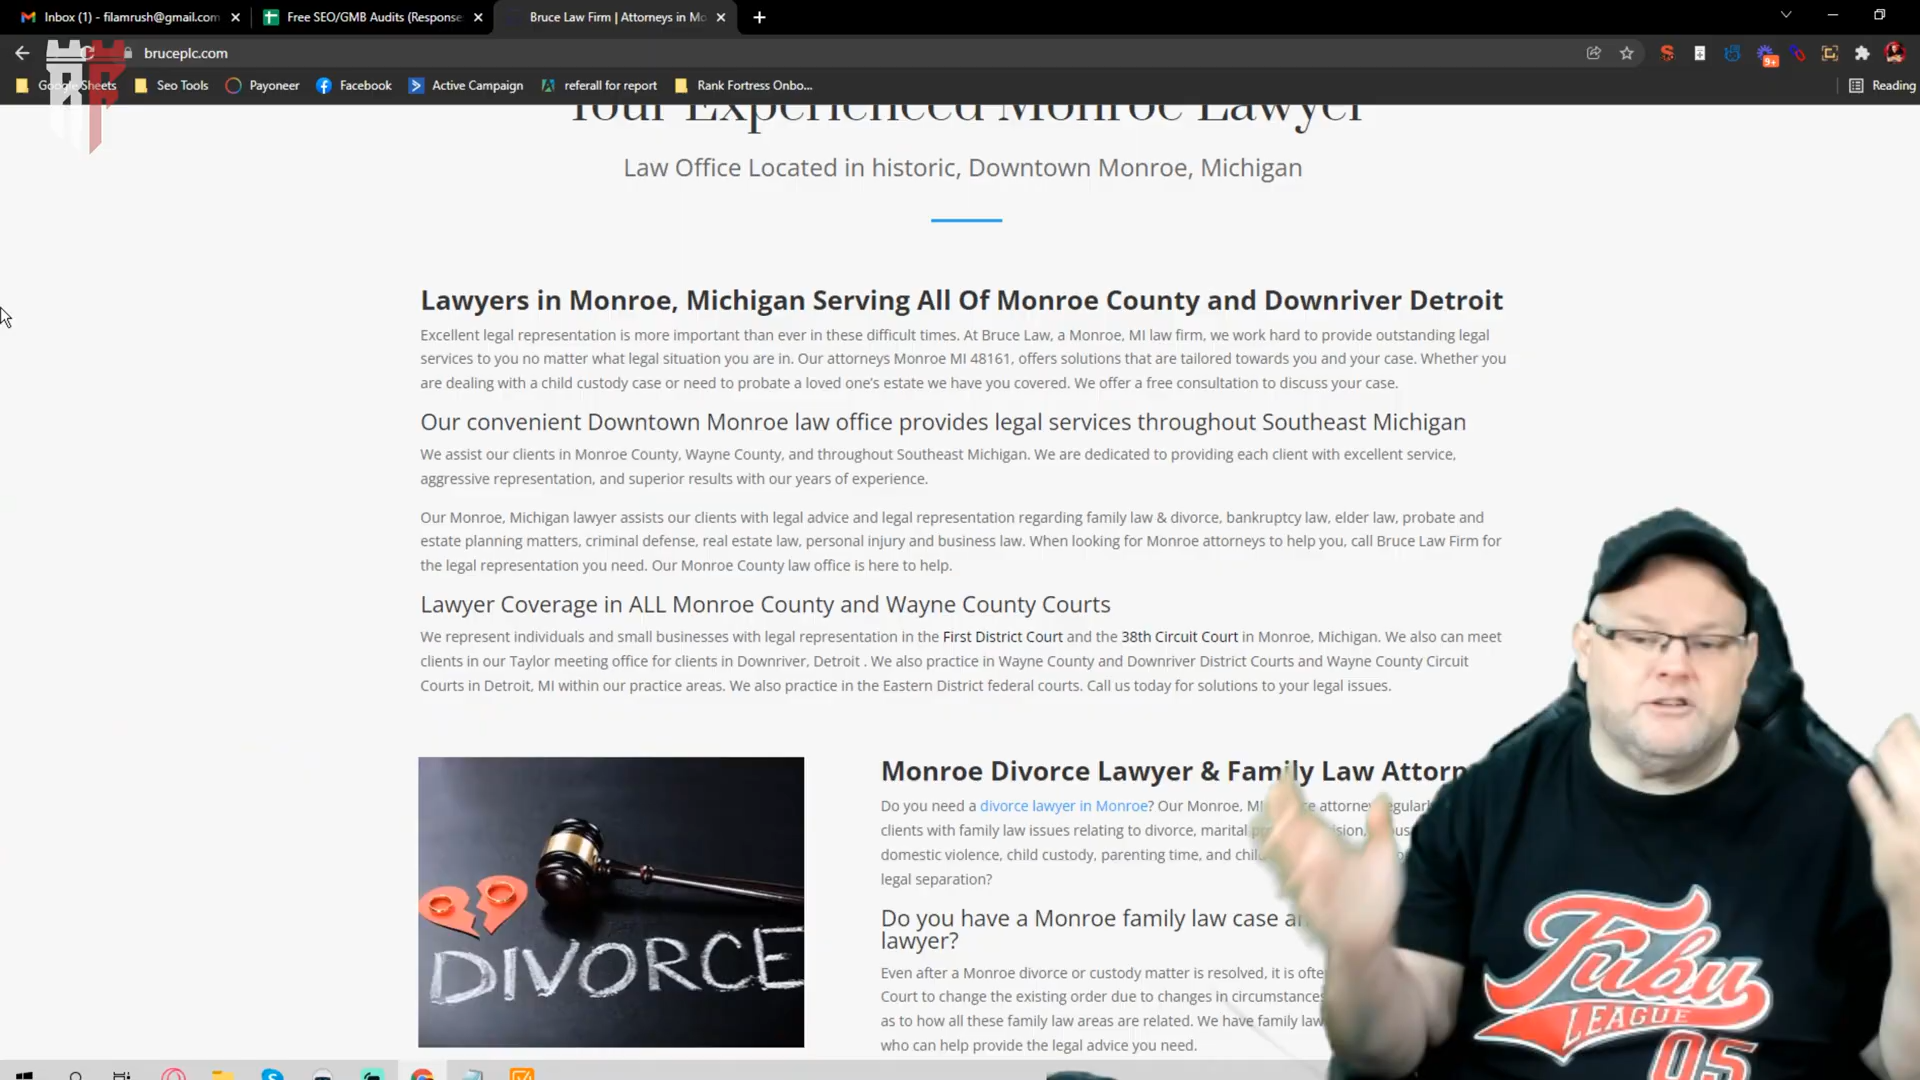 Inbox (1) - filamrush@gmail.com
Free SEO/GMB Audits (Response
Bruce Law Firm | Attorneys in Mo
bruceplc.com
9+
Google Sheets
Seo Tools
Payoneer
Facebook
Active Campaign
referall for report
Rank Fortress Onbo...
Reading
Your Experienced Monroe Lawyer
Law Office Located in historic, Downtown Monroe, Michigan
Lawyers in Monroe, Michigan Serving All Of Monroe County and Downriver Detroit
Excellent legal representation is more important than ever in these difficult times. At Bruce Law, a Monroe, MI law firm, we work hard to provide outstanding legal
services to you no matter what legal situation you are in. Our attorneys Monroe MI 48161, offers solutions that are tailored towards you and your case. Whether you
are dealing with a child custody case or need to probate a loved one's estate we have you covered. We offer a free consultation to discuss your case.
Our convenient Downtown Monroe law office provides legal services throughout Southeast Michigan
We assist our clients in Monroe County, Wayne County, and throughout Southeast Michigan. We are dedicated to providing each client with excellent service,
aggressive representation, and superior results with our years of experience.
Our Monroe, Michigan lawyer assists our clients with legal advice and legal representation regarding family law & divorce, bankruptcy law, elder law, probate and
estate planning matters, criminal defense, real estate law, personal injury and business law. When looking for Monroe attorneys to help you, call Bruce Law Firm for
the legal representation you need. Our Monroe County law office is here to help.
Lawyer Coverage in ALL Monroe County and Wayne County Courts
We represent individuals and small businesses with legal representation in the First District Court and the 38th Circuit Court in Monroe, Michigan. We also can meet
clients in our Taylor meeting office for clients in Downriver, Detroit . We also practice in Wayne County and Downriver District Courts and Wayne County Circuit
Courts in Detroit, MI within our practice areas. We also practice in the Eastern District federal courts. Call us today for solutions to your legal issues.
DIVORCE
Monroe Divorce Lawyer & Family Law Attorn
Do you need a divorce lawyer in Monroe? Our Monroe, MI attorney
clients with family law issues relating to divorce, marital
domestic violence, child custody, parenting time, and
legal separation?
Do you have a Monroe family law case
lawyer?
Even after a Monroe divorce or custody matter is resolved, it is
Court to change the existing order due to changes in circumstances
as to how all these family law areas are related. We have family law
who can help provide the legal advice you need.
Fubu
LEAGUE
05